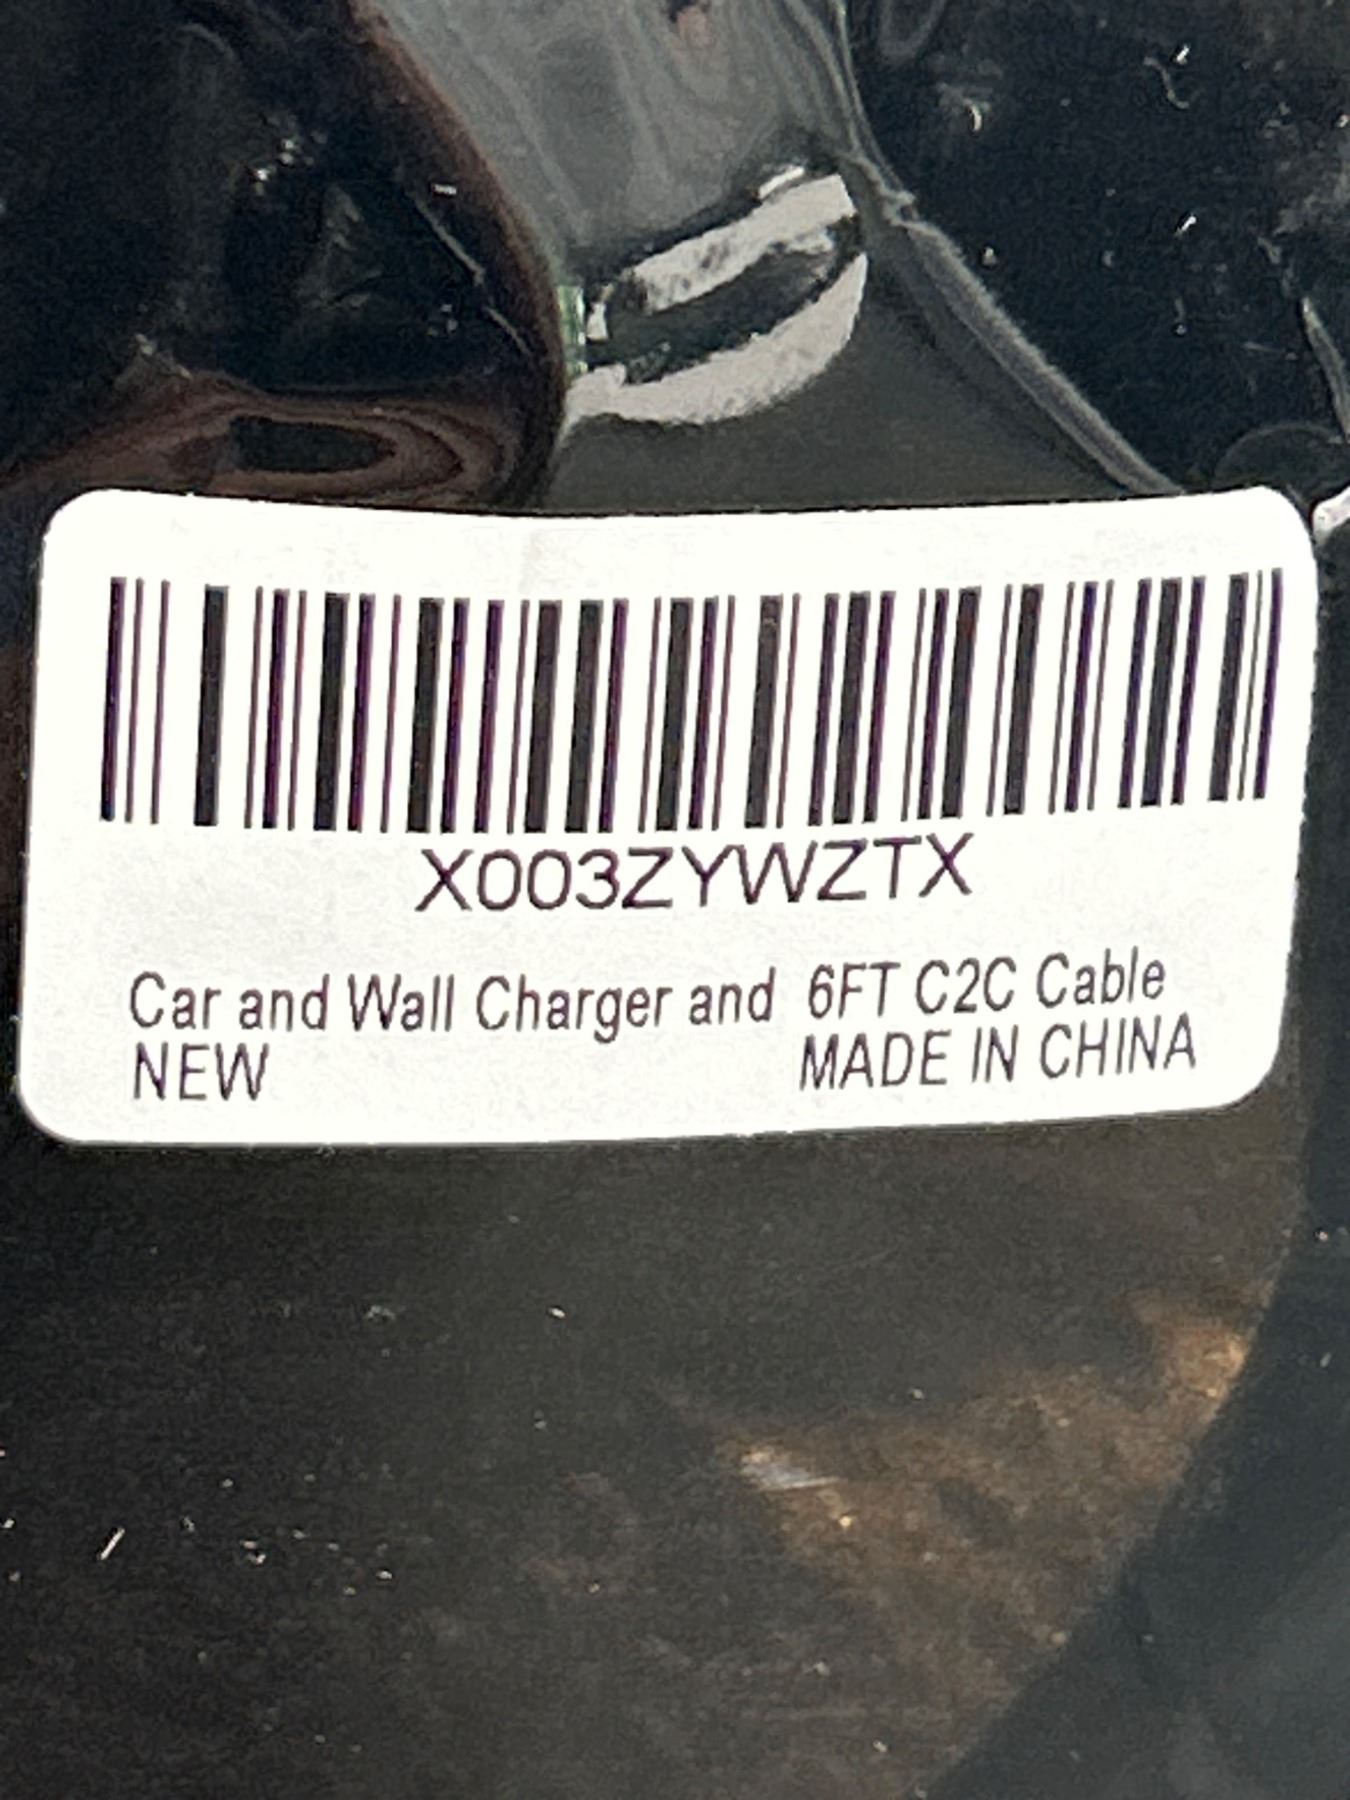 X003ZYWZTX
Car and Wall Charger and 6FT C2C Cable
NEW MADE IN CHINA